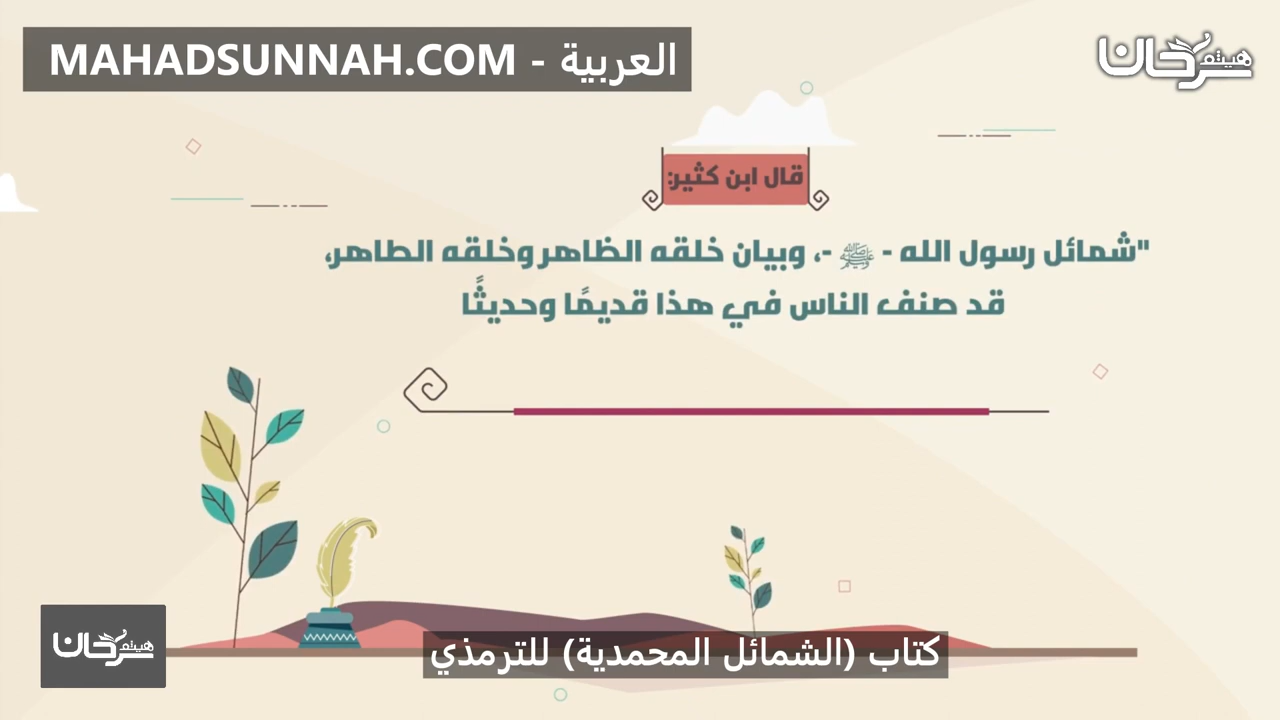 MAHADSUNNAH.COM - العربية
هيثم سرحان
قال ابن كثير:
"شمائل رسول الله - ﷺ -، وبيان خلقه الظاهر وخلقه الطاهر،
قد صنف الناس في هذا قديمًا وحديثًا
هيثم سرحان
كتاب (الشمائل المحمدية) للترمذي